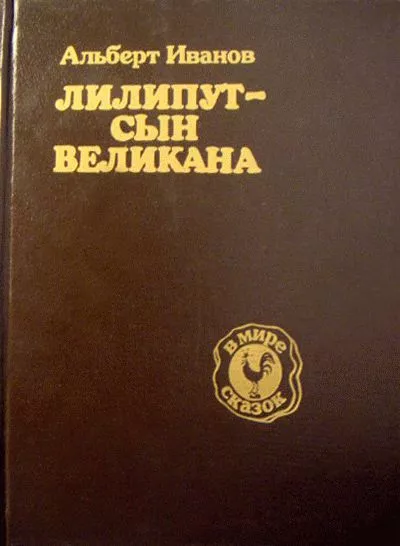 Альберт Иванов
ЛИЛИПУТ–
СЫН
ВЕЛИКАНА
в мире
сказок